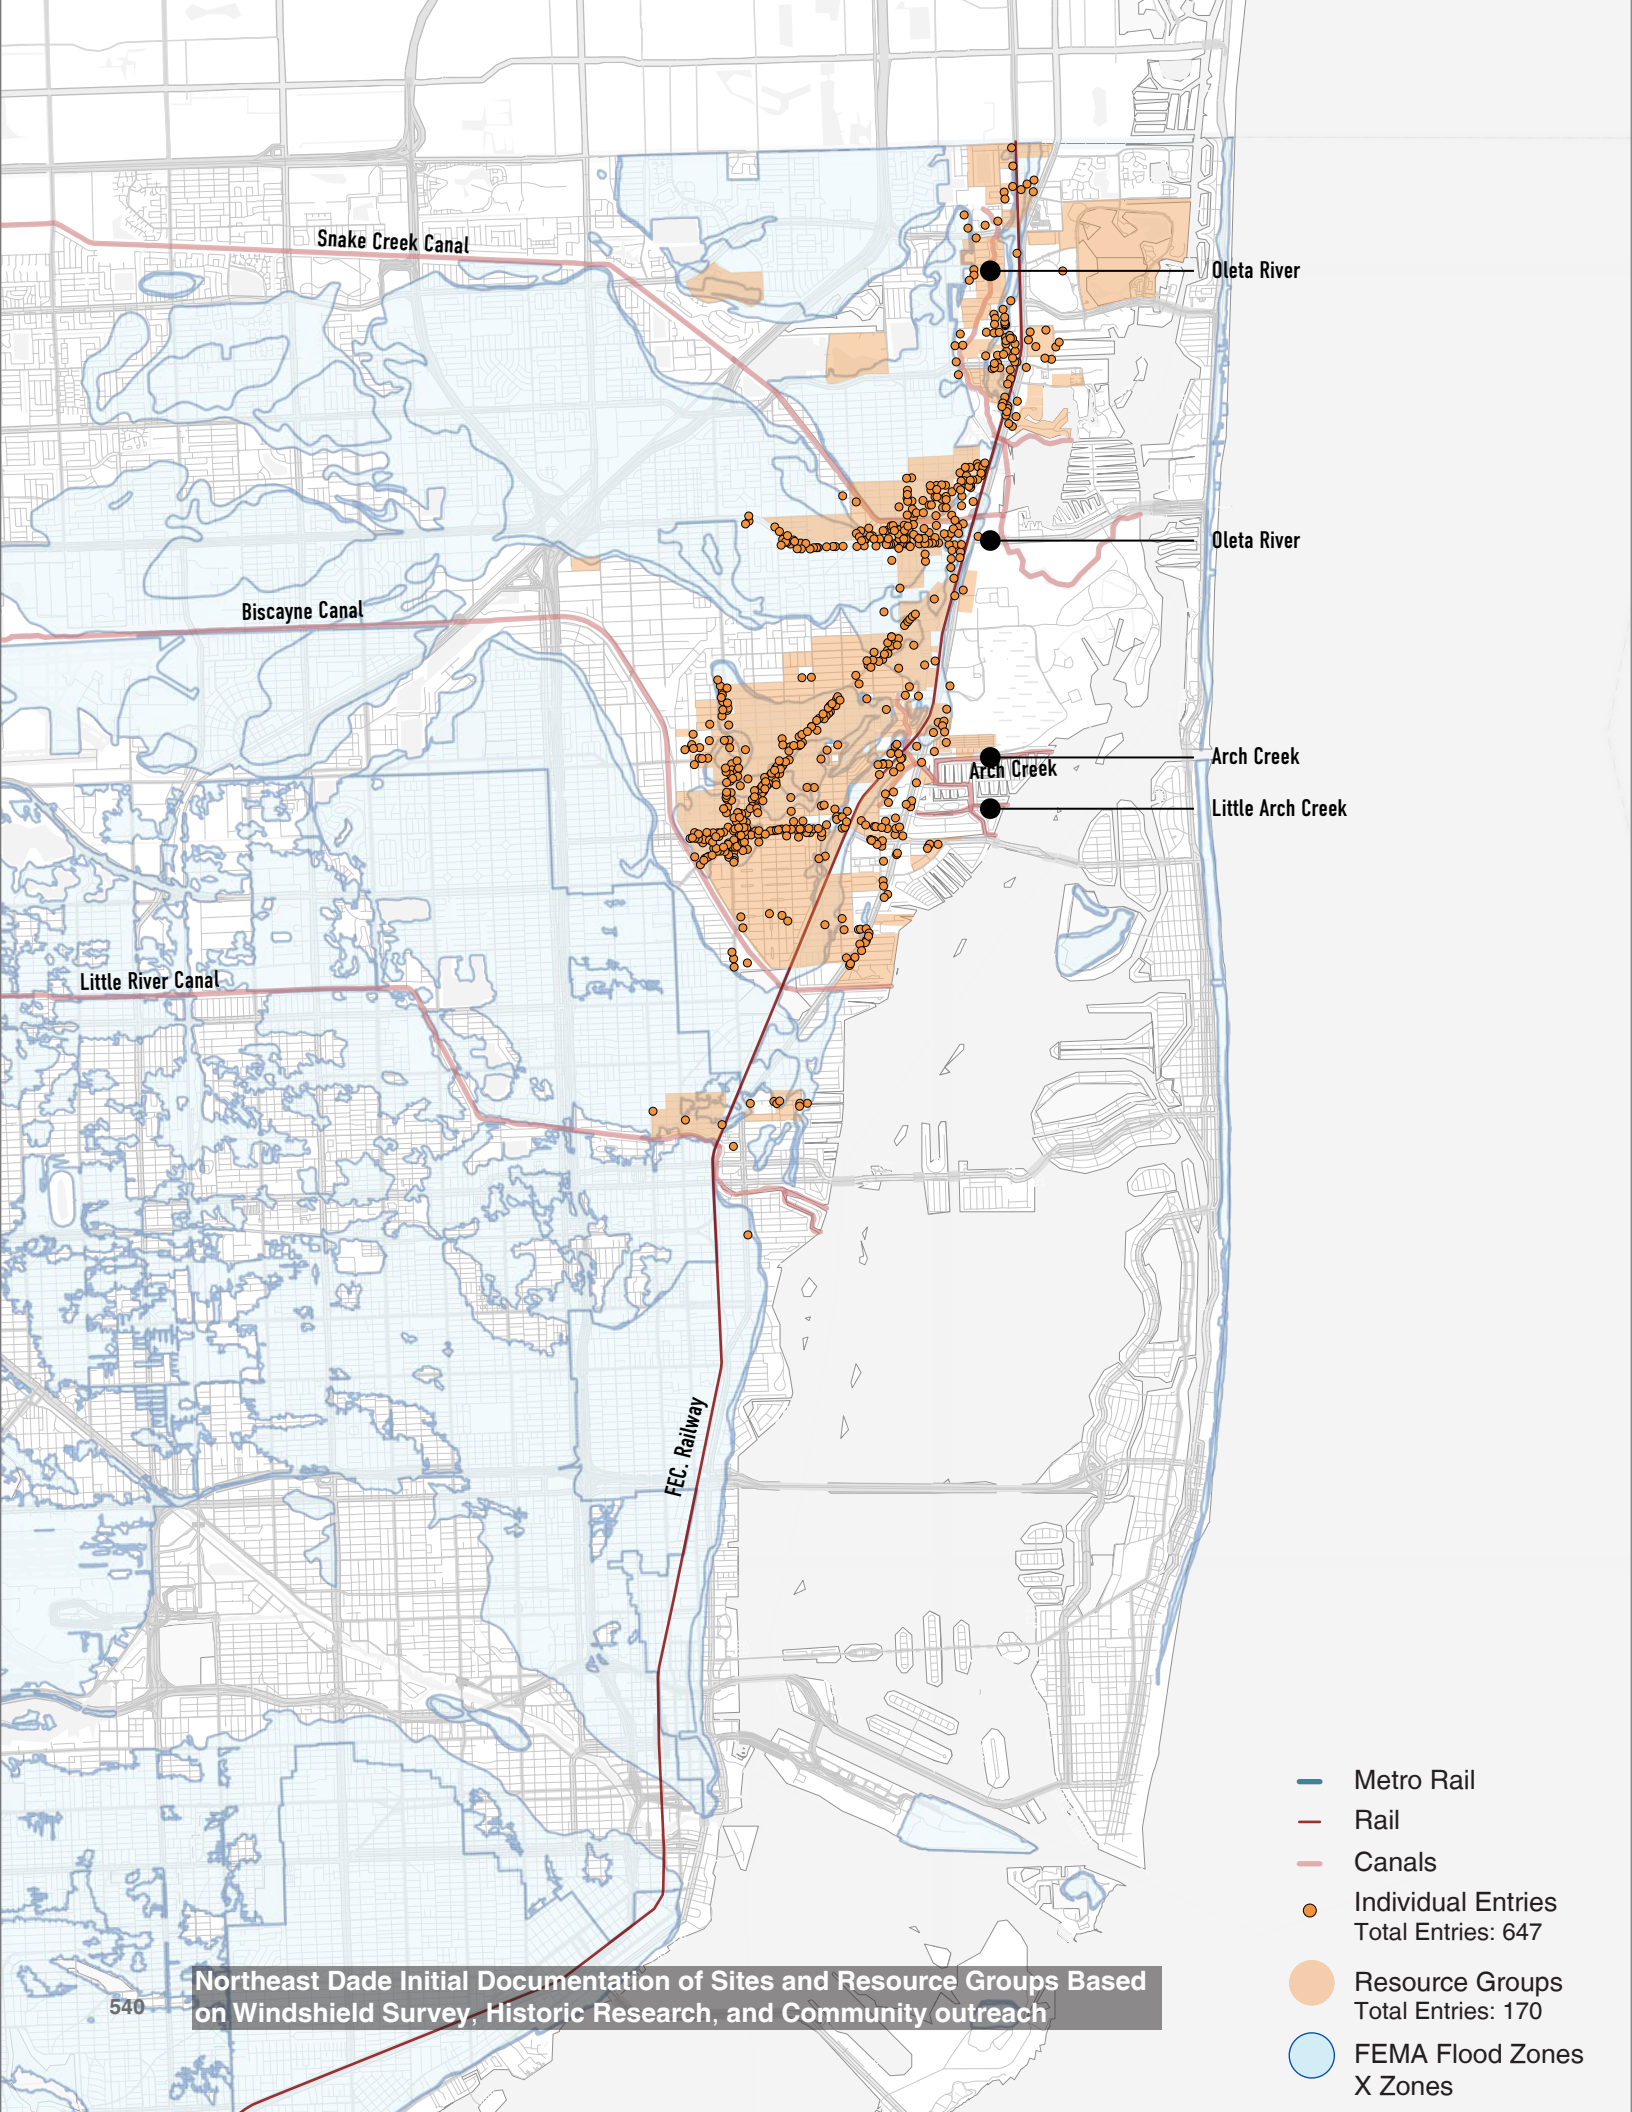 Snake Creek Canal
Oleta River
Oleta River
Biscayne Canal
Arch Creek
Arch Creek
Little Arch Creek
Little River Canal
FEC. Railway
Metro Rail
Rail
Canals
Individual Entries
Total Entries: 647
Resource Groups
Total Entries: 170
FEMA Flood Zones
X Zones
Northeast Dade Initial Documentation of Sites and Resource Groups Based
on Windshield Survey, Historic Research, and Community outreach
540